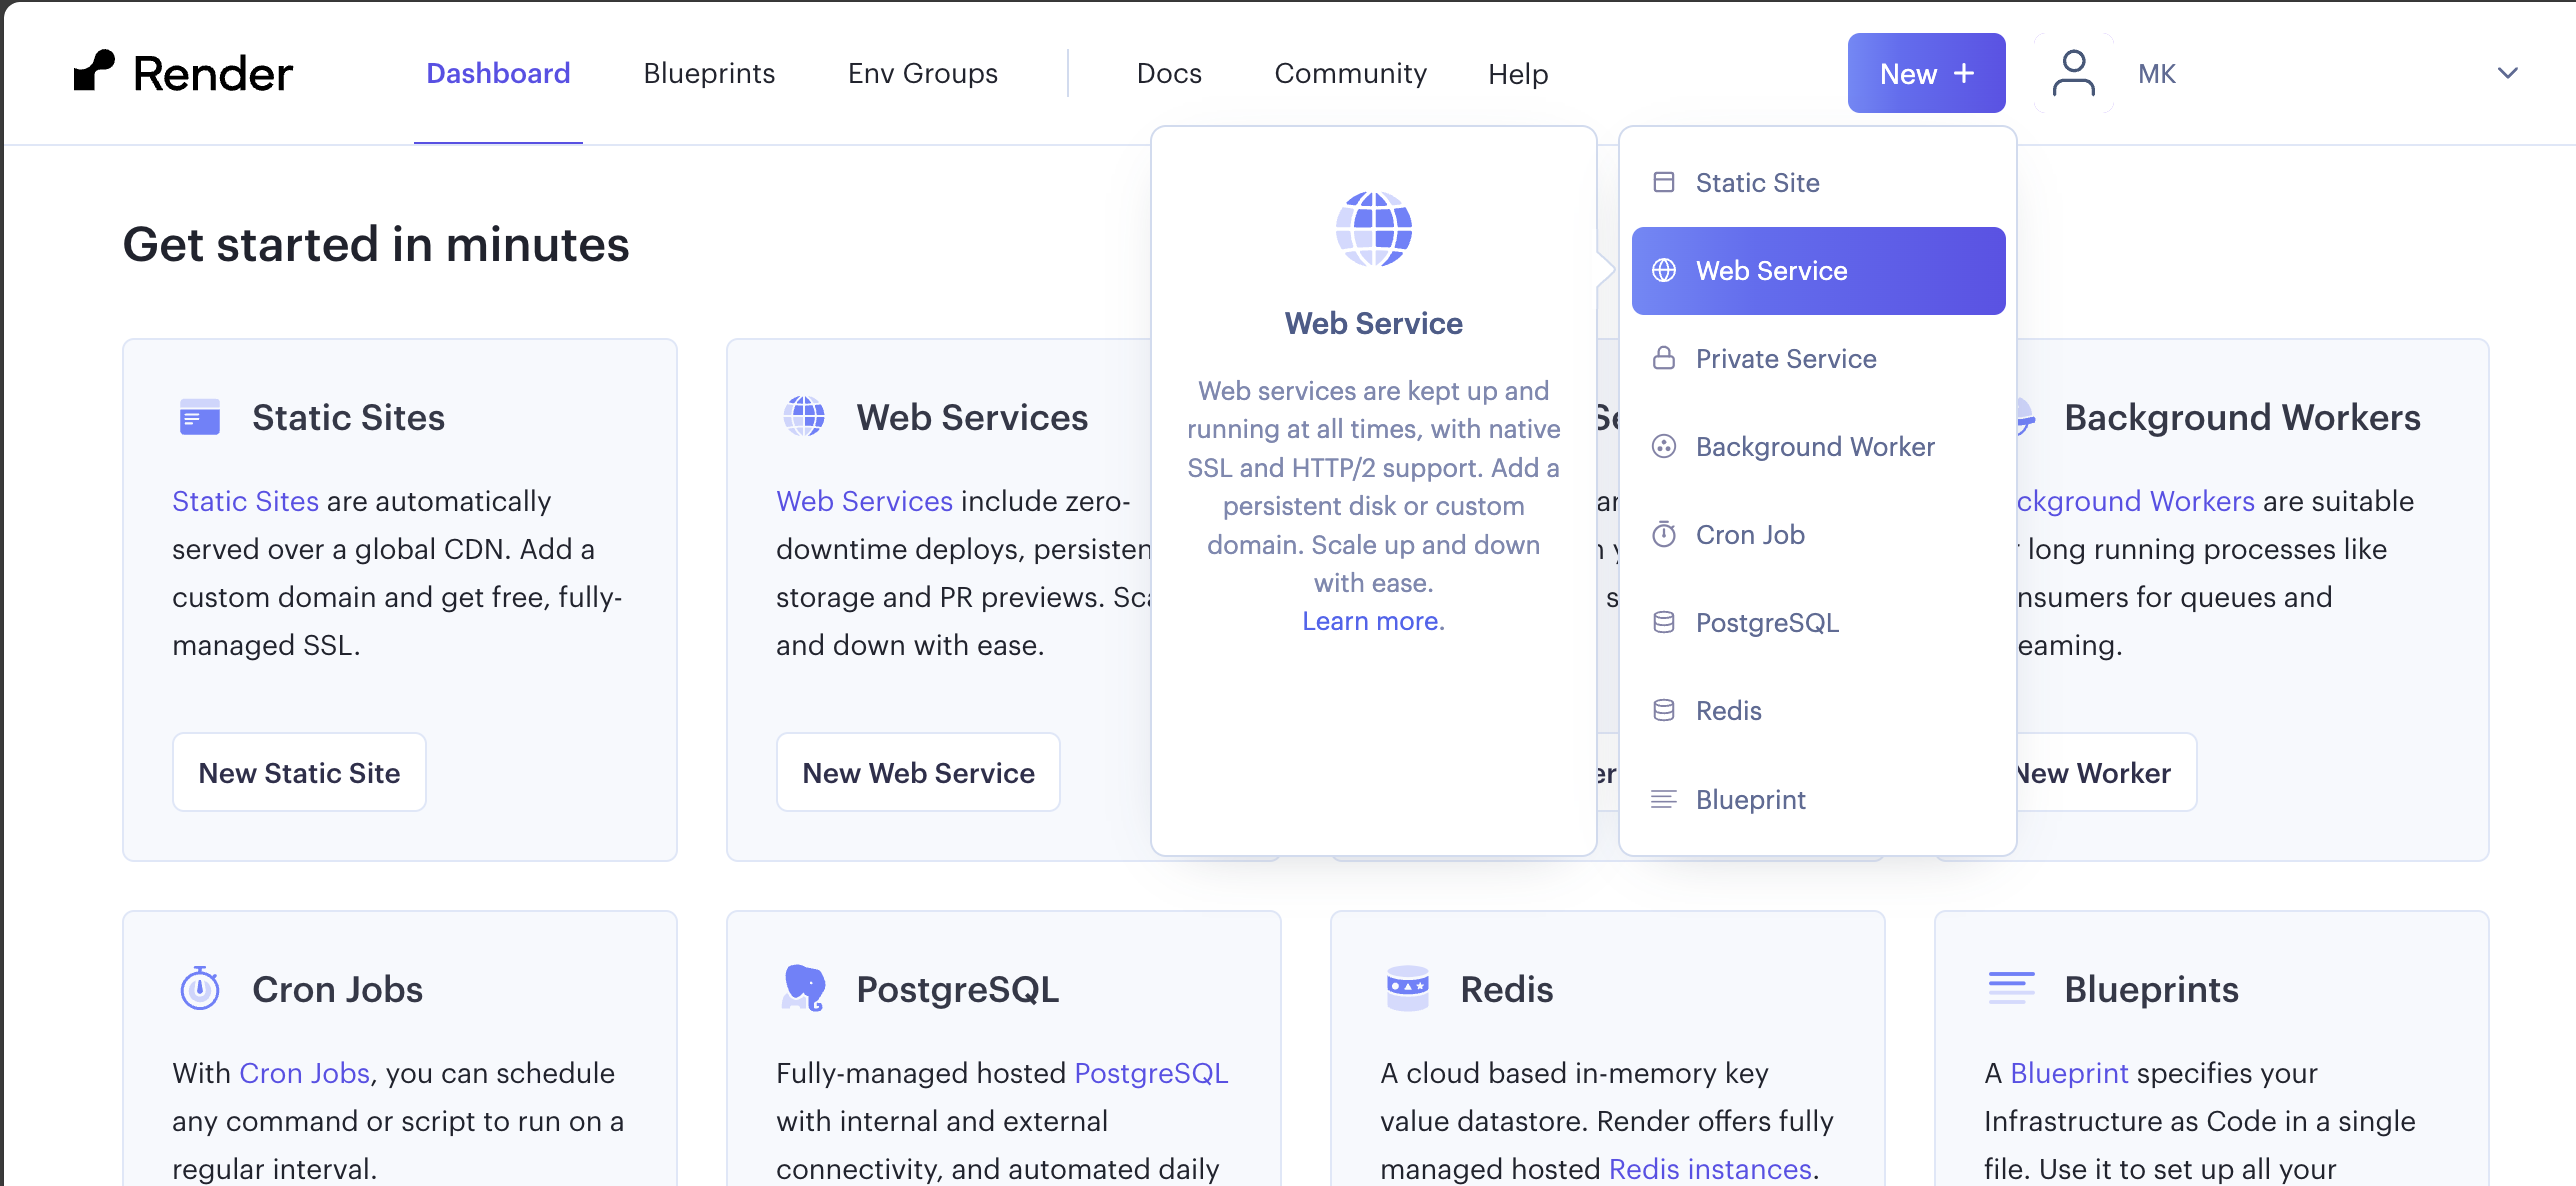 Render
Dashboard
Blueprints
Env Groups
Docs
Community
Help
New +
MK
Get started in minutes
Static Sites
Static Sites are automatically
served over a global CDN. Add a
custom domain and get free, fully-
managed SSL.
New Static Site
Web Services
Web Services include zero-
downtime deploys, persisten
storage and PR previews. Sc
and down with ease.
New Web Service
Web Service
Web services are kept up and
running at all times, with native
SSL and HTTP/2 support. Add a
persistent disk or custom
domain. Scale up and down
with ease.
Learn more.
Static Site
Web Service
Private Service
Background Worker
Cron Job
PostgreSQL
Redis
Blueprint
Background Workers
ckground Workers are suitable
long running processes like
nsumers for queues and
eaming.
New Worker
Cron Jobs
With Cron Jobs, you can schedule
any command or script to run on a
regular interval.
PostgreSQL
Fully-managed hosted PostgreSQL
with internal and external
connectivity, and automated daily
Redis
A cloud based in-memory key
value datastore. Render offers fully
managed hosted Redis instances.
Blueprints
A Blueprint specifies your
Infrastructure as Code in a single
file. Use it to set up all your